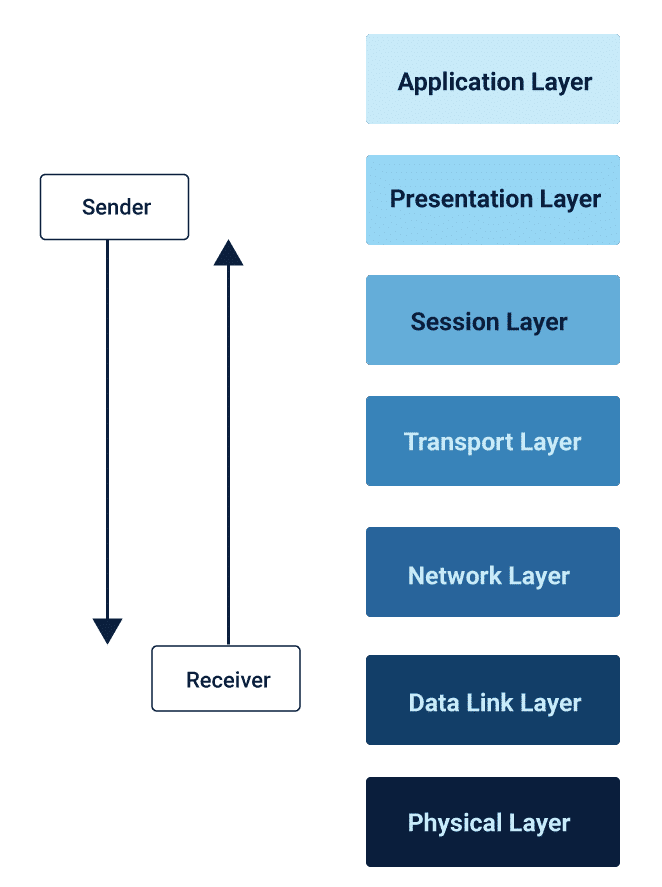 Application Layer
Presentation Layer
Sender
Session Layer
Transport Layer
Network Layer
Receiver
Data Link Layer
Physical Layer